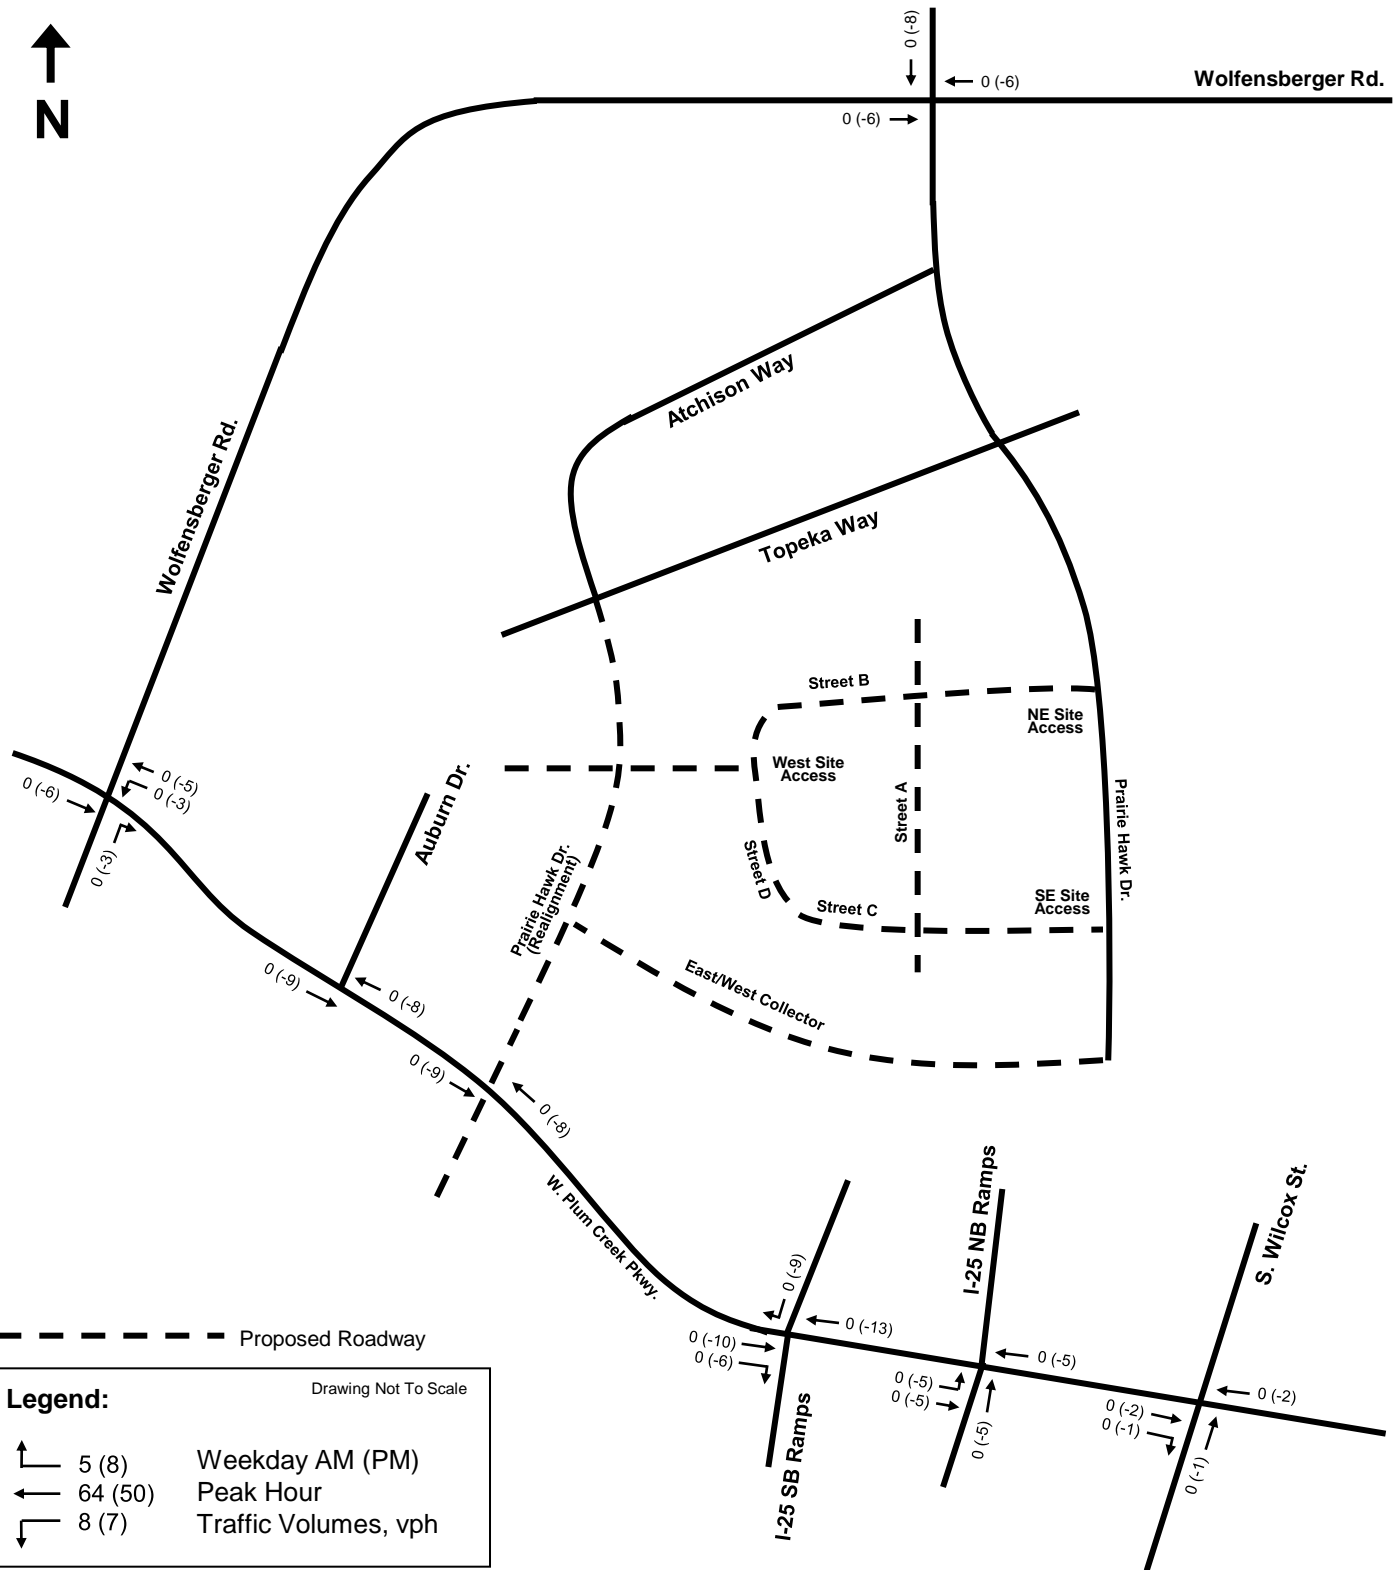 0 (-8)
0 (-6)
Wolfensberger Rd.
0 (-6)
N
Atchison Way
Wolfensberger Rd.
Topeka Way
Street B
NE Site
Access
West Site
Access
Auburn Dr.
Street A
Prairie Hawk Dr.
0 (-5)
0 (-3)
0 (-6)
0 (-3)
Street D
Prairie Hawk Dr.
(Realignment)
Street C
SE Site
Access
0 (-9)
0 (-8)
East/West Collector
0 (-9)
0 (-8)
W. Plum Creek Pkwy.
I-25 NB Ramps
S. Wilcox St.
0 (-9)
0 (-13)
0 (-10)
0 (-6)
0 (-5)
0 (-5)
0 (-5)
0 (-5)
0 (-2)
0 (-2)
0 (-1)
0 (-1)
I-25 SB Ramps
Proposed Roadway
Legend:
Drawing Not To Scale
5 (8)
Weekday AM (PM)
64 (50)
Peak Hour
8 (7)
Traffic Volumes, vph